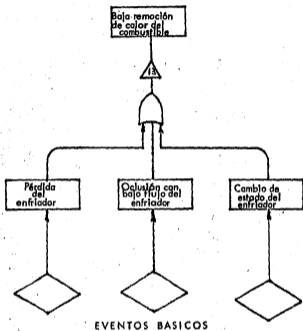 Baja remoción
de calor del
combustible
13
Pérdida
del
enfriador
Oclusión con
bajo flujo del
enfriador
Cambio de
estado del
enfriador
EVENTOS BASICOS